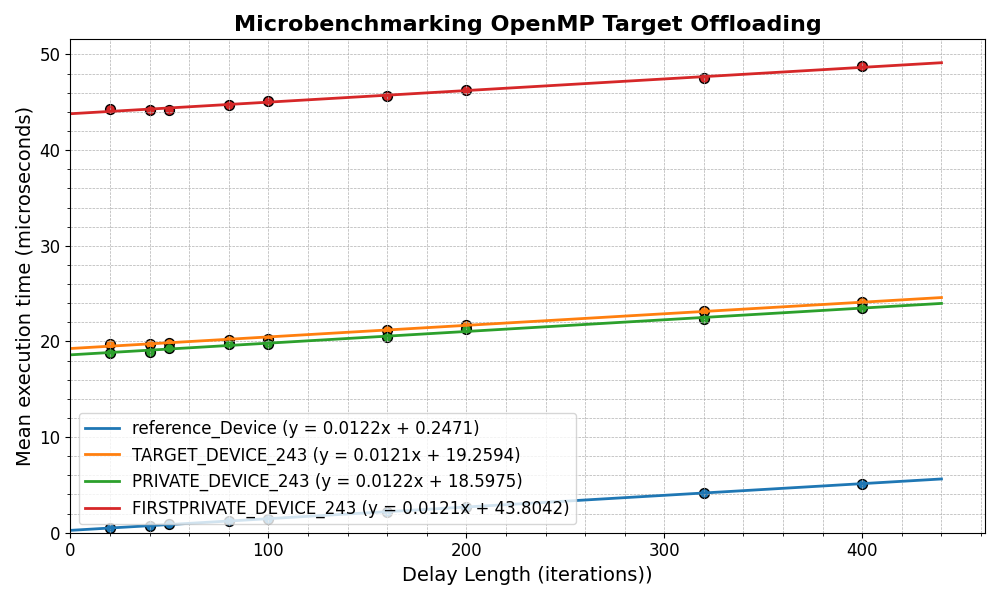 Microbenchmarking OpenMP Target Offloading
Mean execution time (microseconds)
50
40
30
20
10
0
reference_Device (y = 0.0122x + 0.2471)
TARGET_DEVICE_243 (y = 0.0121x + 19.2594)
PRIVATE_DEVICE_243 (y = 0.0122x + 18.5975)
FIRSTPRIVATE_DEVICE_243 (y = 0.0121x + 43.8042)
0 100 200 300 400
Delay Length (iterations))